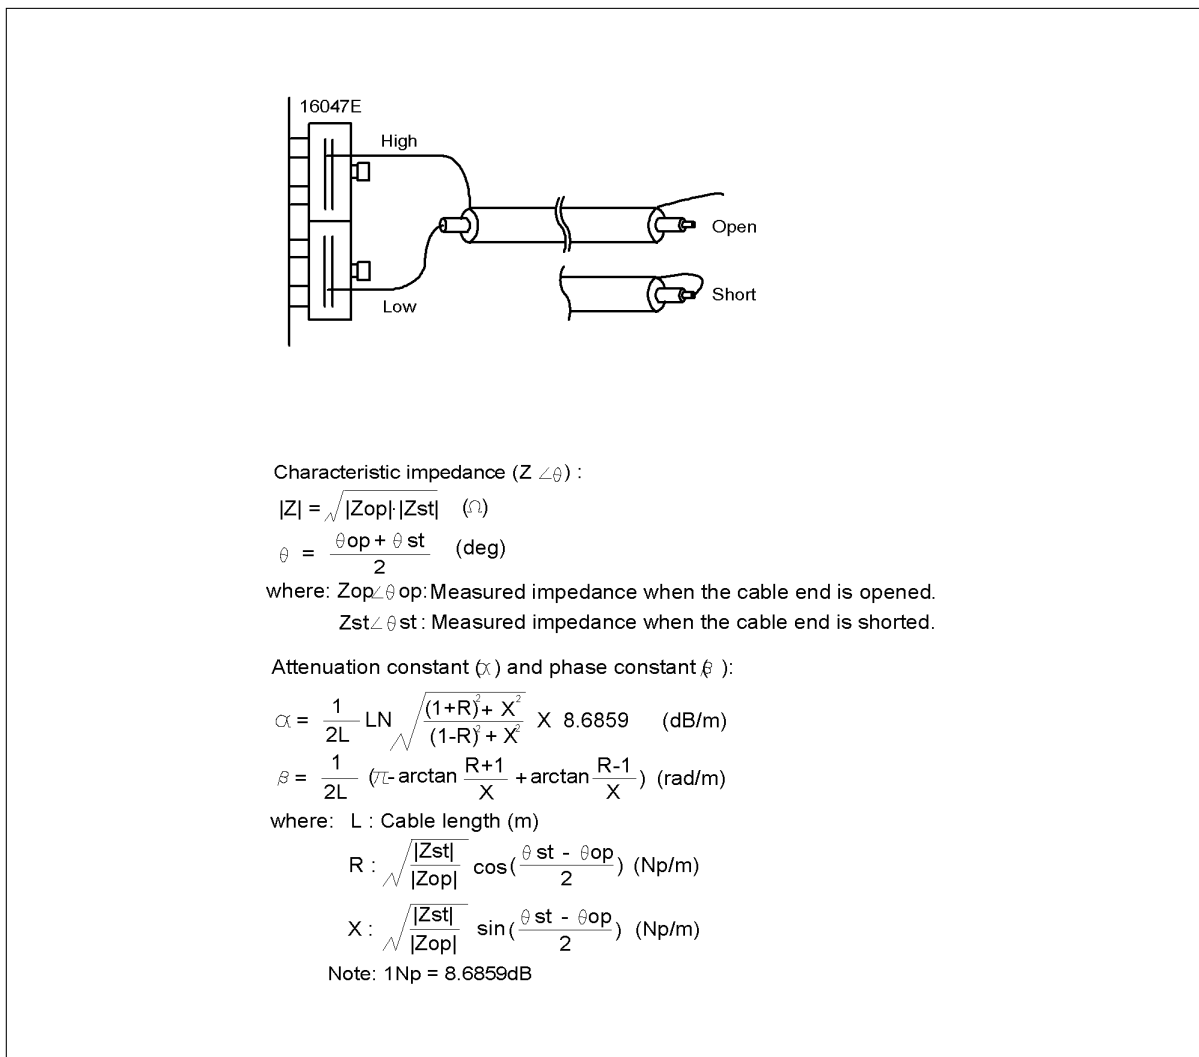 16047E
High
Low
Open
Short
Characteristic impedance (Z ∠θ) :
|Z| = √|Zop|·|Zst| (Ω)
θ = (θop + θst) / 2 (deg)
where: Zop∠θop: Measured impedance when the cable end is opened.
Zst∠θst : Measured impedance when the cable end is shorted.
Attenuation constant (α) and phase constant (β ):
α = 1/2L LN √((1+R)²+ X²)/((1-R)²+ X²) X 8.6859 (dB/m)
β = 1/2L (π- arctan (R+1)/X + arctan (R-1)/X) (rad/m)
where: L : Cable length (m)
R : √|Zst|/|Zop| cos((θst - θop)/2) (Np/m)
X : √|Zst|/|Zop| sin((θst - θop)/2) (Np/m)
Note: 1Np = 8.6859dB